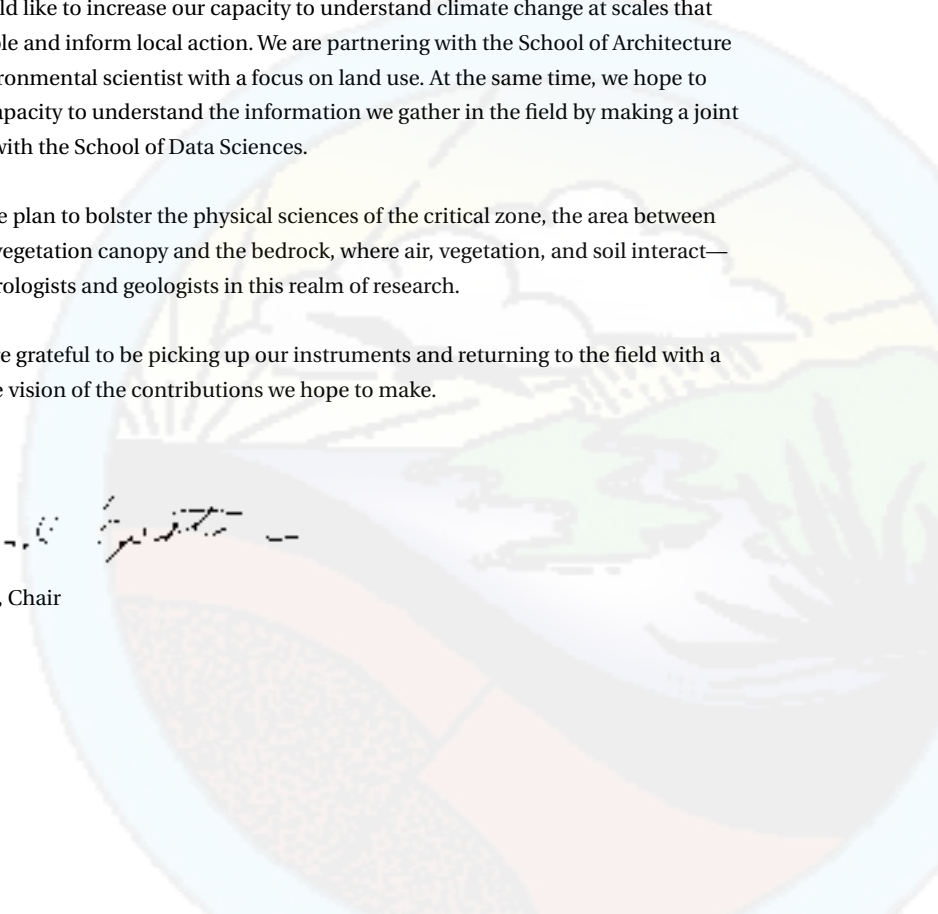 ld like to increase our capacity to understand climate change at scales that
ple and inform local action. We are partnering with the School of Architecture
ronmental scientist with a focus on land use. At the same time, we hope to
apacity to understand the information we gather in the field by making a joint
with the School of Data Sciences.
e plan to bolster the physical sciences of the critical zone, the area between
vegetation canopy and the bedrock, where air, vegetation, and soil interact—
rologists and geologists in this realm of research.
e grateful to be picking up our instruments and returning to the field with a
e vision of the contributions we hope to make.
, Chair